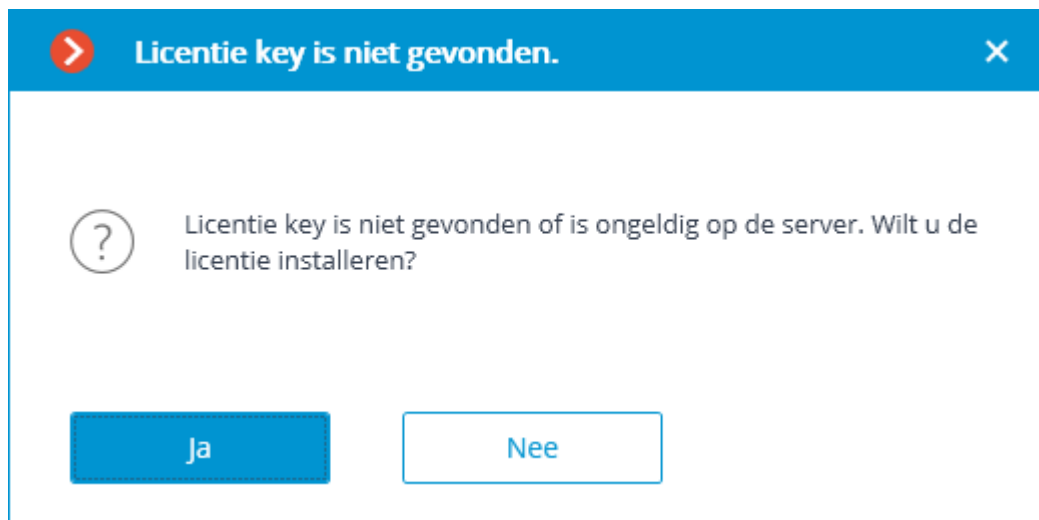 Licentie key is niet gevonden.
Licentie key is niet gevonden of is ongeldig op de server. Wilt u de
licentie installeren?
Ja
Nee